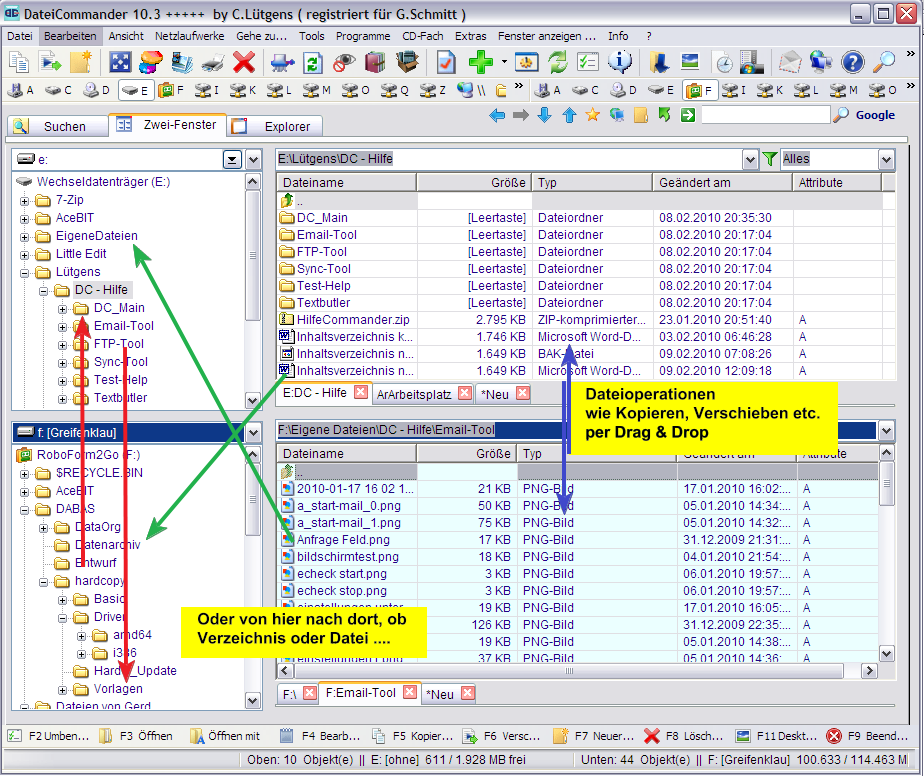 DateiCommander 10.3 +++++ by C.Lütgens ( registriert für G.Schmitt )
Datei Bearbeiten Ansicht Netzlaufwerke Gehe zu... Tools Programme CD-Fach Extras Fenster anzeigen ... Info ?
A C D E F I K L M O Q Z \\ » A C D E F I K L M O »
Suchen Zwei-Fenster Explorer Google
e:
Wechseldatenträger (E:)
7-Zip
AceBIT
EigeneDateien
Little Edit
Lütgens
DC - Hilfe
DC_Main
Email-Tool
FTP-Tool
Sync-Tool
Test-Help
Textbutler
E:\Lütgens\DC - Hilfe Alles
Dateiname Größe Typ Geändert am Attribute
..
DC_Main [Leertaste] Dateiordner 08.02.2010 20:35:30
Email-Tool [Leertaste] Dateiordner 08.02.2010 20:17:04
FTP-Tool [Leertaste] Dateiordner 08.02.2010 20:17:04
Sync-Tool [Leertaste] Dateiordner 08.02.2010 20:17:04
Test-Help [Leertaste] Dateiordner 08.02.2010 20:17:04
Textbutler [Leertaste] Dateiordner 08.02.2010 20:17:04
HilfeCommander.zip 2.795 KB ZIP-komprimierter... 23.01.2010 20:51:40 A
Inhaltsverzeichnis k... 1.746 KB Microsoft Word-D... 03.02.2010 06:46:28 A
Inhaltsverzeichnis n... 1.649 KB BAK-Datei 09.02.2010 07:08:26 A
Inhaltsverzeichnis n... 1.649 KB Microsoft Word-D... 09.02.2010 12:09:18 A
E:DC - Hilfe ArArbeitsplatz *Neu
Dateioperationen
wie Kopieren, Verschieben etc.
per Drag & Drop
f: [Greifenklau]
RoboForm2Go (F:)
$RECYCLE.BIN
AceBIT
DABAS
DataOrg
Datenarchiv
Entwurf
hardcopy
Basic
Driver
amd64
i386
Hardc_Update
Vorlagen
Dateien von Gerd
F:\Eigene Dateien\DC - Hilfe\Email-Tool
Dateiname Größe Typ Geändert am Attribute
..
2010-01-17 16 02 1... 21 KB PNG-Bild 17.01.2010 16:02:... A
a_start-mail_0.png 50 KB PNG-Bild 05.01.2010 14:34:... A
a_start-mail_1.png 75 KB PNG-Bild 05.01.2010 14:32:... A
Anfrage Feld.png 17 KB PNG-Bild 31.12.2009 21:31:... A
bildschirmtest.png 18 KB PNG-Bild 04.01.2010 21:54:... A
echeck start.png 3 KB PNG-Bild 06.01.2010 19:57:... A
echeck stop.png 3 KB PNG-Bild 06.01.2010 19:57:... A
einstellungen unter... 19 KB PNG-Bild 17.01.2010 16:05:... A
126 KB PNG-Bild 31.12.2009 22:35:... A
19 KB PNG-Bild 05.01.2010 14:38:... A
einstellungen1.png 37 KB PNG-Bild 05.01.2010 14:36:... A
Oder von hier nach dort, ob
Verzeichnis oder Datei ....
F:\ F:Email-Tool *Neu
F2 Umben... F3 Öffnen Öffnen mit F4 Bearb... F5 Kopier... F6 Versc... F7 Neuer... F8 Lösch... F11 Deskt... F9 Beend...
Oben: 10 Objekt(e) || E: [ohne] 611 / 1.928 MB frei Unten: 44 Objekt(e) || F: [Greifenklau] 100.633 / 114.463 M